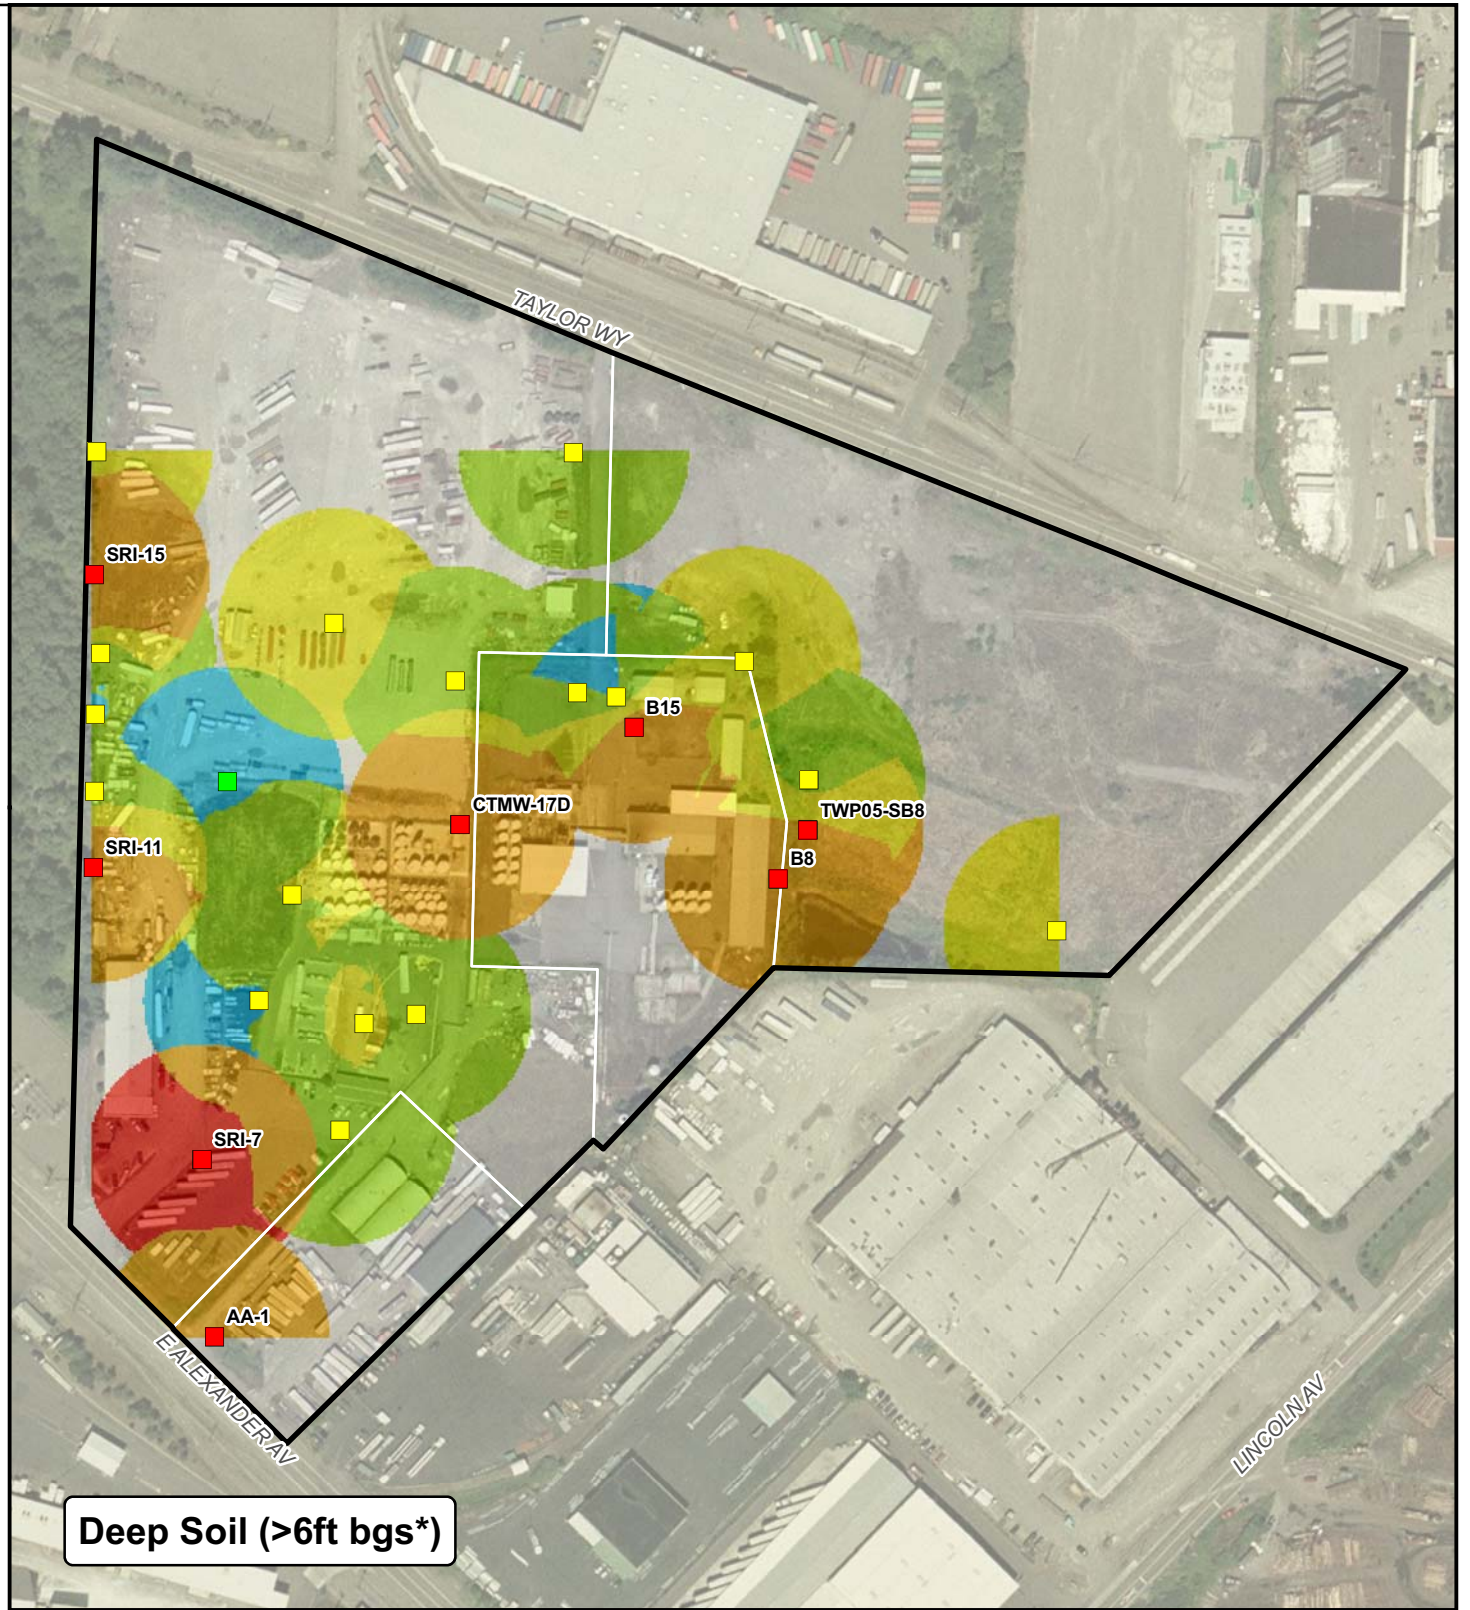 TAYLOR WY
SRI-15
B15
CTMW-17D
TWP05-SB8
SRI-11
B8
SRI-7
AA-1
E ALEXANDER AV
LINCOLN AV
Deep Soil (>6ft bgs*)